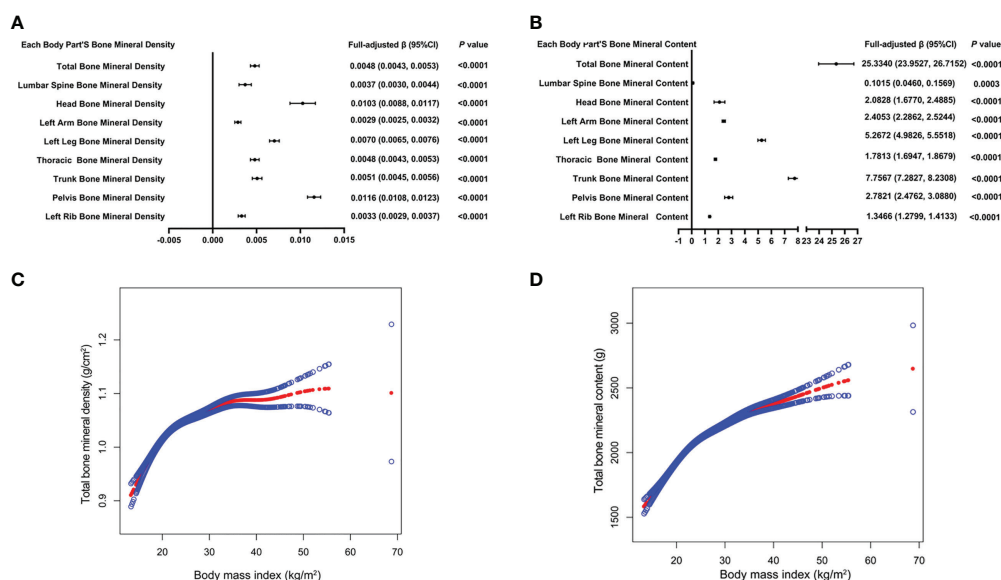 A
Each Body Part'S Bone Mineral Density Full-adjusted β (95%CI) P value
Total Bone Mineral Density 0.0048 (0.0043, 0.0053) <0.0001
Lumbar Spine Bone Mineral Density 0.0037 (0.0030, 0.0044) <0.0001
Head Bone Mineral Density 0.0103 (0.0088, 0.0117) <0.0001
Left Arm Bone Mineral Density 0.0029 (0.0025, 0.0032) <0.0001
Left Leg Bone Mineral Density 0.0070 (0.0065, 0.0076) <0.0001
Thoracic Bone Mineral Density 0.0048 (0.0043, 0.0053) <0.0001
Trunk Bone Mineral Density 0.0051 (0.0045, 0.0056) <0.0001
Pelvis Bone Mineral Density 0.0116 (0.0108, 0.0123) <0.0001
Left Rib Bone Mineral Density 0.0033 (0.0029, 0.0037) <0.0001
-0.005 0.000 0.005 0.010 0.015
B
Each Body Part'S Bone Mineral Content Full-adjusted β (95%CI) P value
Total Bone Mineral Content 25.3340 (23.9527, 26.7152) <0.0001
Lumbar Spine Bone Mineral Content 0.1015 (0.0460, 0.1569) 0.0003
Head Bone Mineral Content 2.0828 (1.6770, 2.4885) <0.0001
Left Arm Bone Mineral Content 2.4053 (2.2862, 2.5244) <0.0001
Left Leg Bone Mineral Content 5.2672 (4.9826, 5.5518) <0.0001
Thoracic Bone Mineral Content 1.7813 (1.6947, 1.8679) <0.0001
Trunk Bone Mineral Content 7.7567 (7.2827, 8.2308) <0.0001
Pelvis Bone Mineral Content 2.7821 (2.4762, 3.0880) <0.0001
Left Rib Bone Mineral Content 1.3466 (1.2799, 1.4133) <0.0001
-1 0 1 2 3 4 5 6 7 8 23 24 25 26 27
C
Total bone mineral density (g/cm²)
1.2
1.1
1.0
0.9
20 30 40 50 60 70
Body mass index (kg/m²)
D
Total bone mineral content (g)
3000
2500
2000
1500
20 30 40 50 60 70
Body mass index (kg/m²)